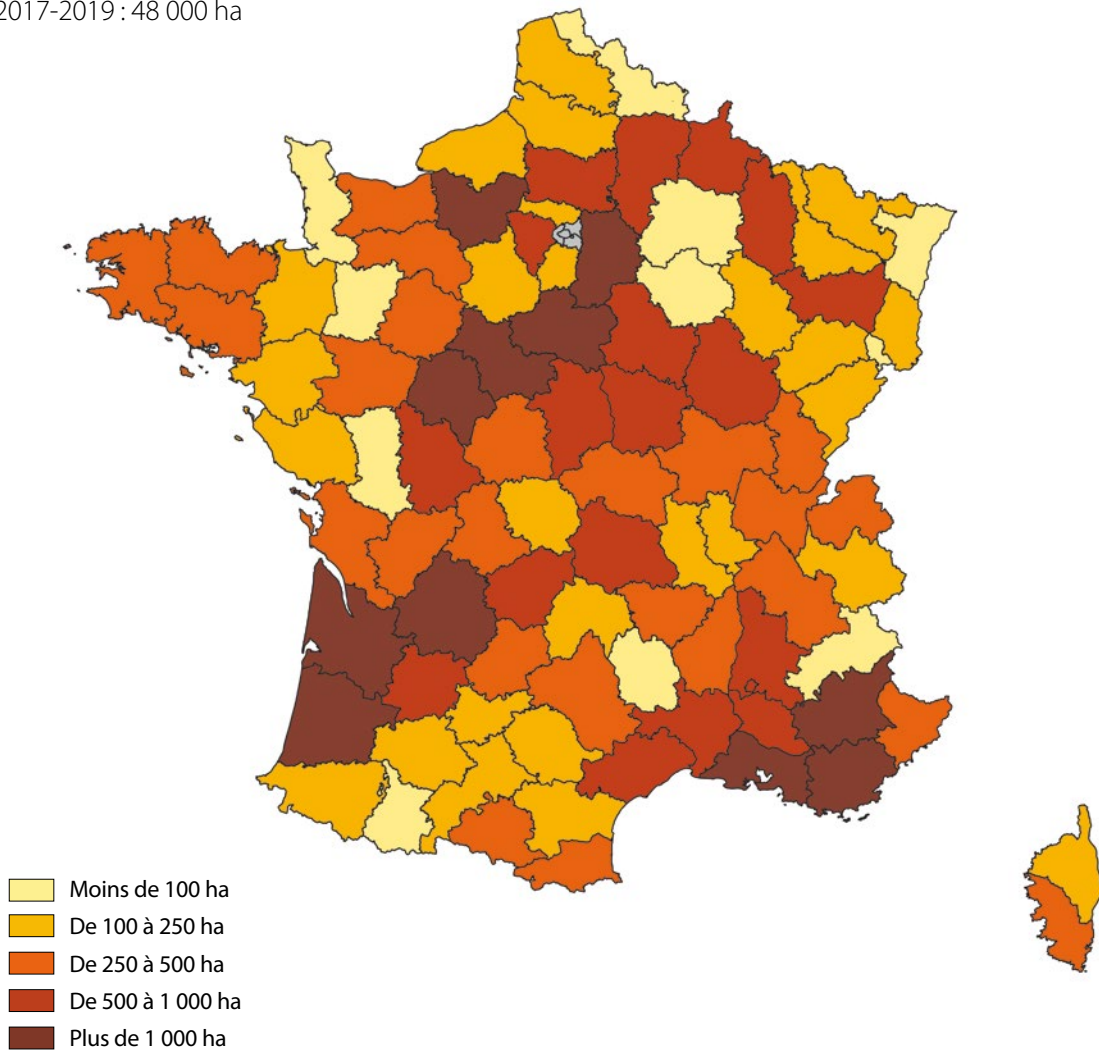 2017-2019 : 48 000 ha
Moins de 100 ha
De 100 à 250 ha
De 250 à 500 ha
De 500 à 1 000 ha
Plus de 1 000 ha